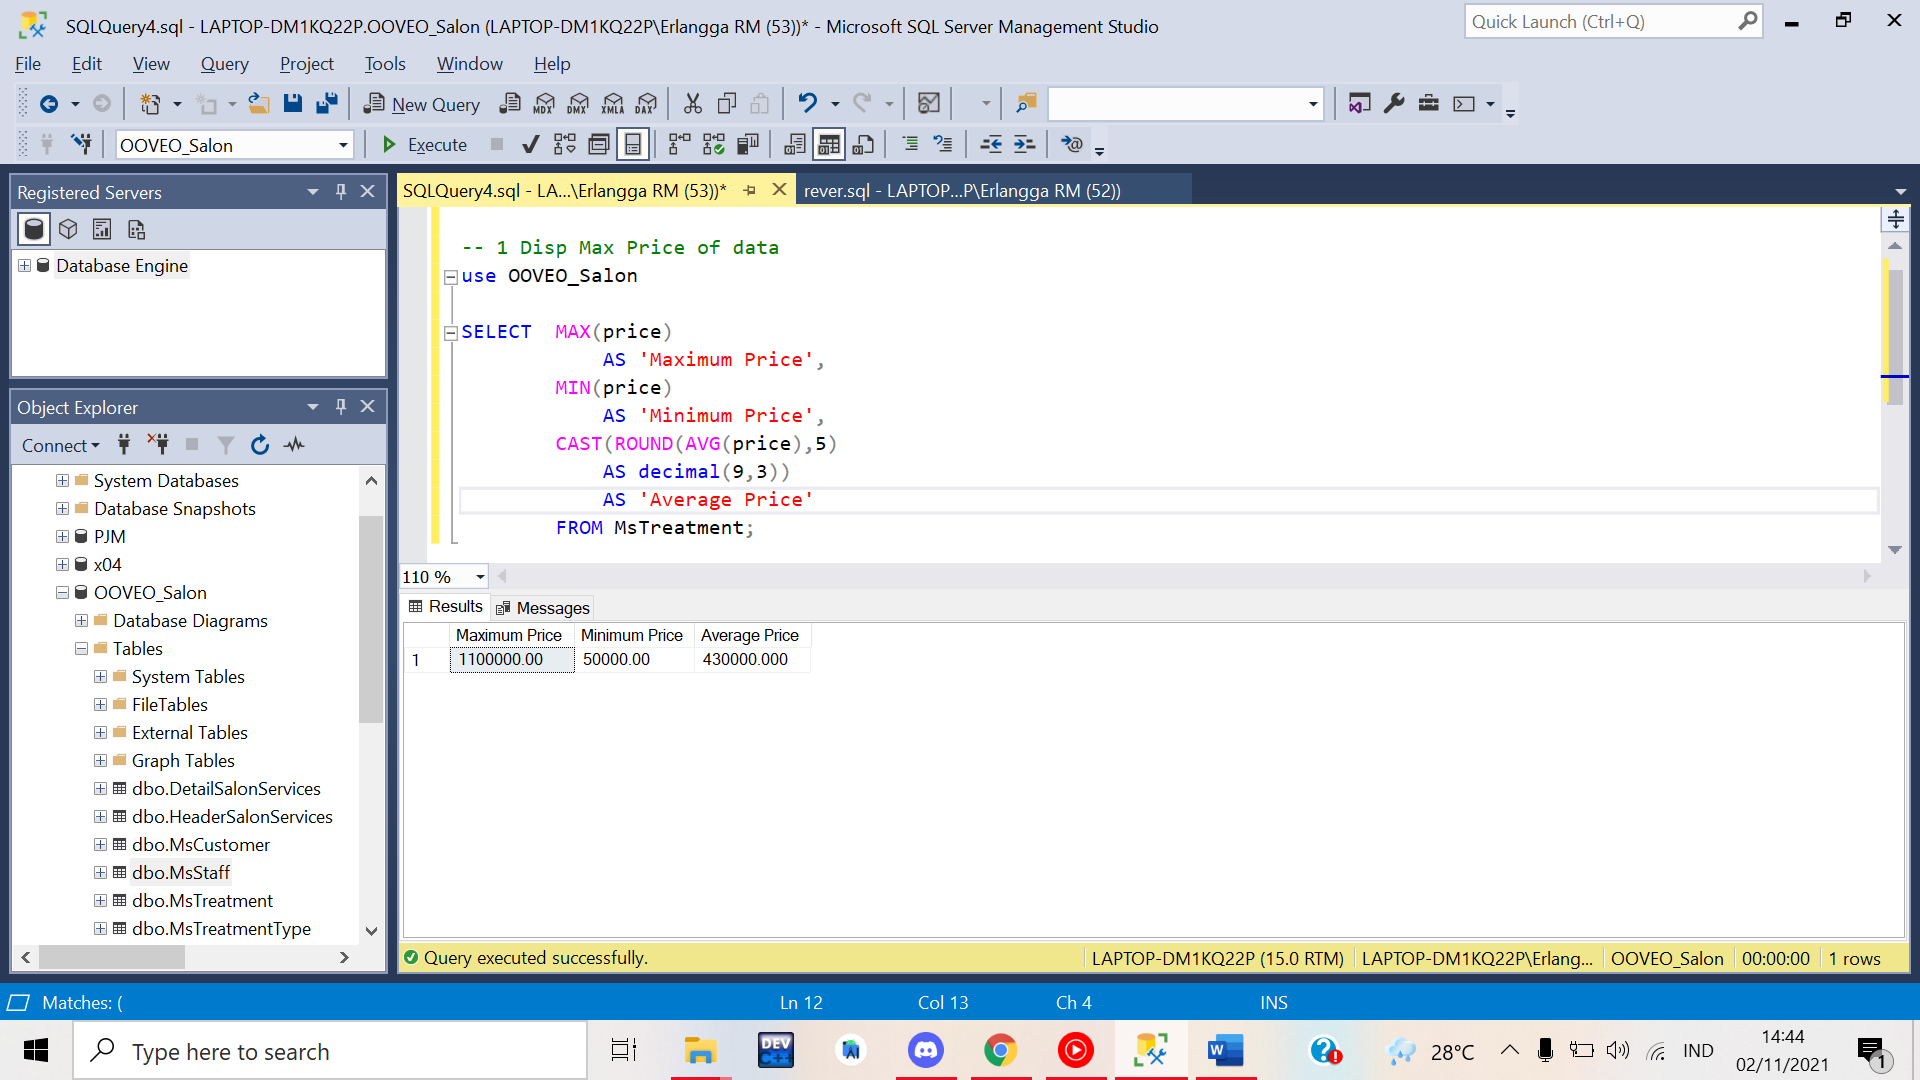 SQLQuery4.sql - LAPTOP-DM1KQ22P.OOVEO_Salon (LAPTOP-DM1KQ22P\Erlangga RM (53))* - Microsoft SQL Server Management Studio
Quick Launch (Ctrl+Q)
File Edit View Query Project Tools Window Help
New Query MDX DMX XMLA DAX
OOVEO_Salon Execute
Registered Servers
Database Engine
Object Explorer
Connect
System Databases
Database Snapshots
PJM
x04
OOVEO_Salon
Database Diagrams
Tables
System Tables
FileTables
External Tables
Graph Tables
dbo.DetailSalonServices
dbo.HeaderSalonServices
dbo.MsCustomer
dbo.MsStaff
dbo.MsTreatment
dbo.MsTreatmentType
SQLQuery4.sql - LA...\Erlangga RM (53))* rever.sql - LAPTOP...P\Erlangga RM (52))
-- 1 Disp Max Price of data
use OOVEO_Salon
SELECT MAX(price)
AS 'Maximum Price',
MIN(price)
AS 'Minimum Price',
CAST(ROUND(AVG(price),5)
AS decimal(9,3))
AS 'Average Price'
FROM MsTreatment;
110 %
Results Messages
Maximum Price Minimum Price Average Price
1 1100000.00 50000.00 430000.000
Query executed successfully. LAPTOP-DM1KQ22P (15.0 RTM) LAPTOP-DM1KQ22P\Erlang... OOVEO_Salon 00:00:00 1 rows
Matches: ( Ln 12 Col 13 Ch 4 INS
Type here to search
DEV C++
28°C IND
14:44
02/11/2021
1